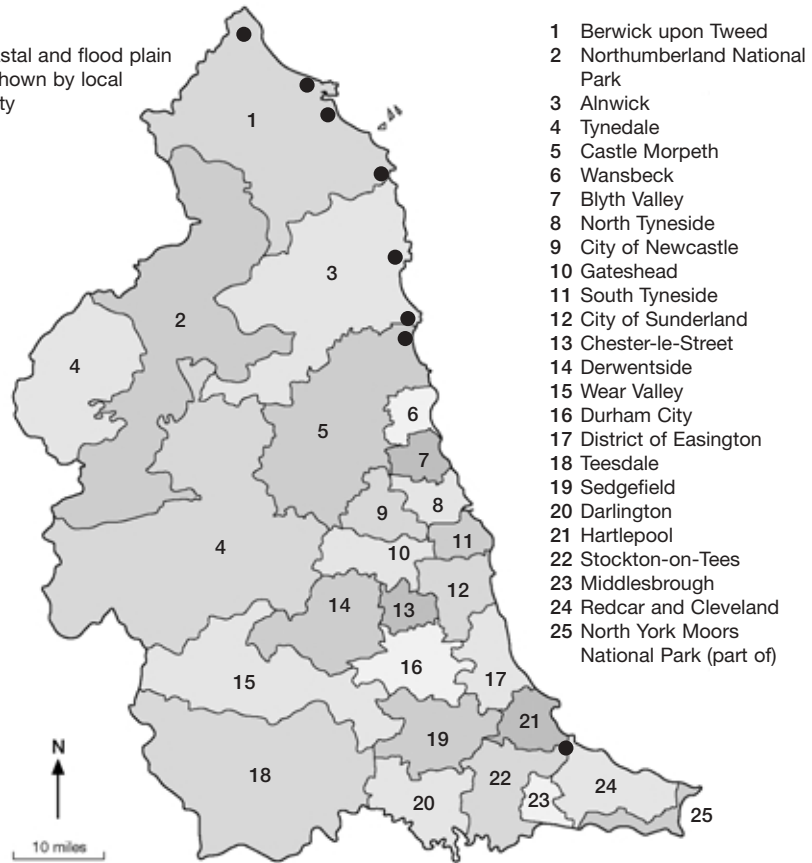 stal and flood plain
hown by local
ty
1
3
2
4
6
5
7
8
9
11
4
10
12
14
13
16
15
17
21
19
18
22
24
23
20
25
N
10 miles
1 Berwick upon Tweed
2 Northumberland National
Park
3 Alnwick
4 Tynedale
5 Castle Morpeth
6 Wansbeck
7 Blyth Valley
8 North Tyneside
9 City of Newcastle
10 Gateshead
11 South Tyneside
12 City of Sunderland
13 Chester-le-Street
14 Derwentside
15 Wear Valley
16 Durham City
17 District of Easington
18 Teesdale
19 Sedgefield
20 Darlington
21 Hartlepool
22 Stockton-on-Tees
23 Middlesbrough
24 Redcar and Cleveland
25 North York Moors
National Park (part of)